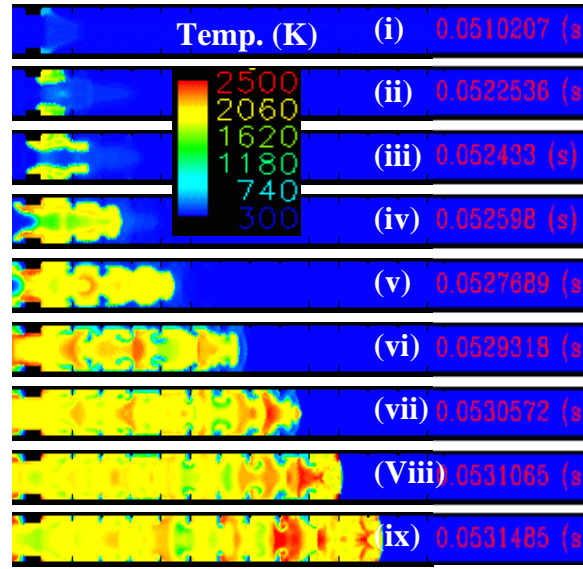 Temp. (K)
(i) 0.0510207 (s
2500
(ii) 0.0522536 (s
2060
1620
(iii) 0.052433 (s)
1180
740
(iv) 0.052598 (s)
300
(v) 0.0527689 (s
(vi) 0.0529318 (s
(vii) 0.0530572 (s
(Viii) 0.0531065 (s
(ix) 0.0531485 (s